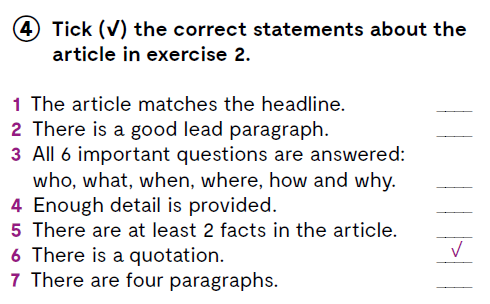 4 Tick (√) the correct statements about the
article in exercise 2.
1 The article matches the headline. ____
2 There is a good lead paragraph. ____
3 All 6 important questions are answered:
who, what, when, where, how and why. ____
4 Enough detail is provided. ____
5 There are at least 2 facts in the article. ____
6 There is a quotation. √
7 There are four paragraphs. ____